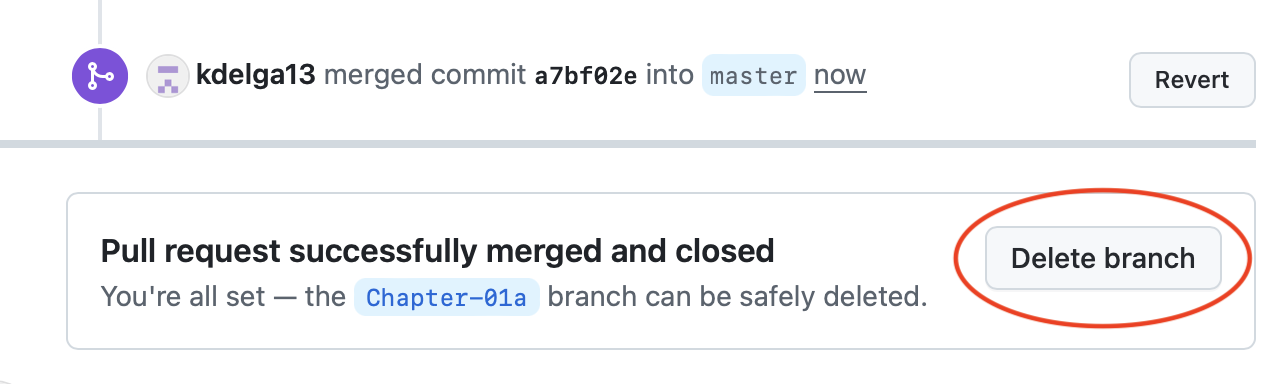 kdelga13 merged commit a7bf02e into master now
Revert
Pull request successfully merged and closed
You're all set — the Chapter-01a branch can be safely deleted.
Delete branch